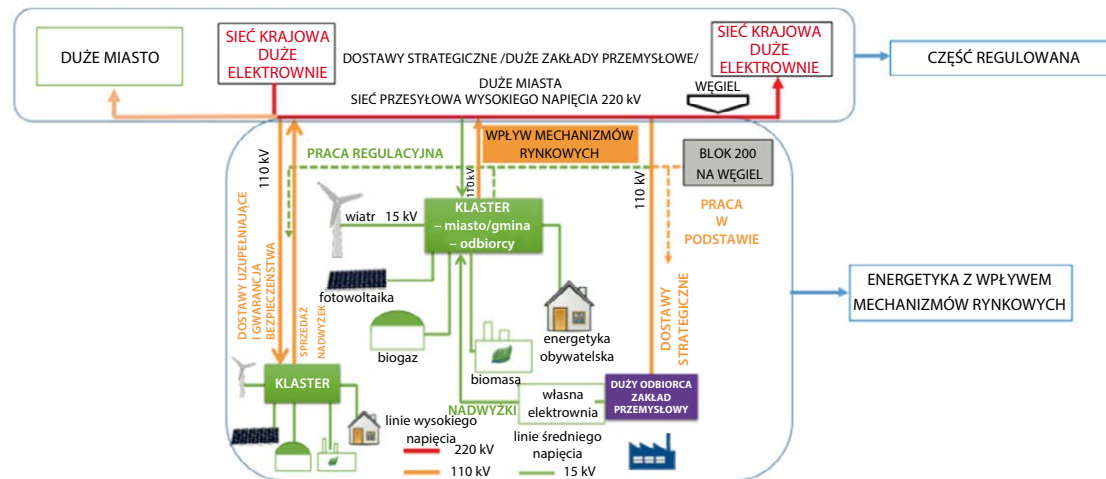 DUŻE MIASTO
SIEĆ KRAJOWA
DUŻE
ELEKTROWNIE
DOSTAWY STRATEGICZNE /DUŻE ZAKŁADY PRZEMYSŁOWE/
DUŻE MIASTA
SIEĆ PRZESYŁOWA WYSOKIEGO NAPIĘCIA 220 kV
SIEĆ KRAJOWA
DUŻE
ELEKTROWNIE
WĘGIEL
CZĘŚĆ REGULOWANA
110 kV
PRACA REGULACYJNA
110 kV
WPŁYW MECHANIZMÓW
RYNKOWYCH
110 kV
BLOK 200
NA WĘGIEL
PRACA
W
PODSTAWIE
wiatr 15 kV
KLASTER
– miasto/gmina
– odbiorcy
DOSTAWY UZUPEŁNIAJĄCE
I GWARANCJA
BEZPIECZEŃSTWA
SPRZEDAŻ
NADWYŻEK
fotowoltaika
biogaz
biomasa
energetyka
obywatelska
DOSTAWY
STRATEGICZNE
ENERGETYKA Z WPŁYWEM
MECHANIZMÓW RYNKOWYCH
KLASTER
NADWYŻKI
własna
elektrownia
DUŻY ODBIORCA
ZAKŁAD
PRZEMYSŁOWY
linie wysokiego
napięcia
220 kV
110 kV
linie średniego
napięcia
15 kV